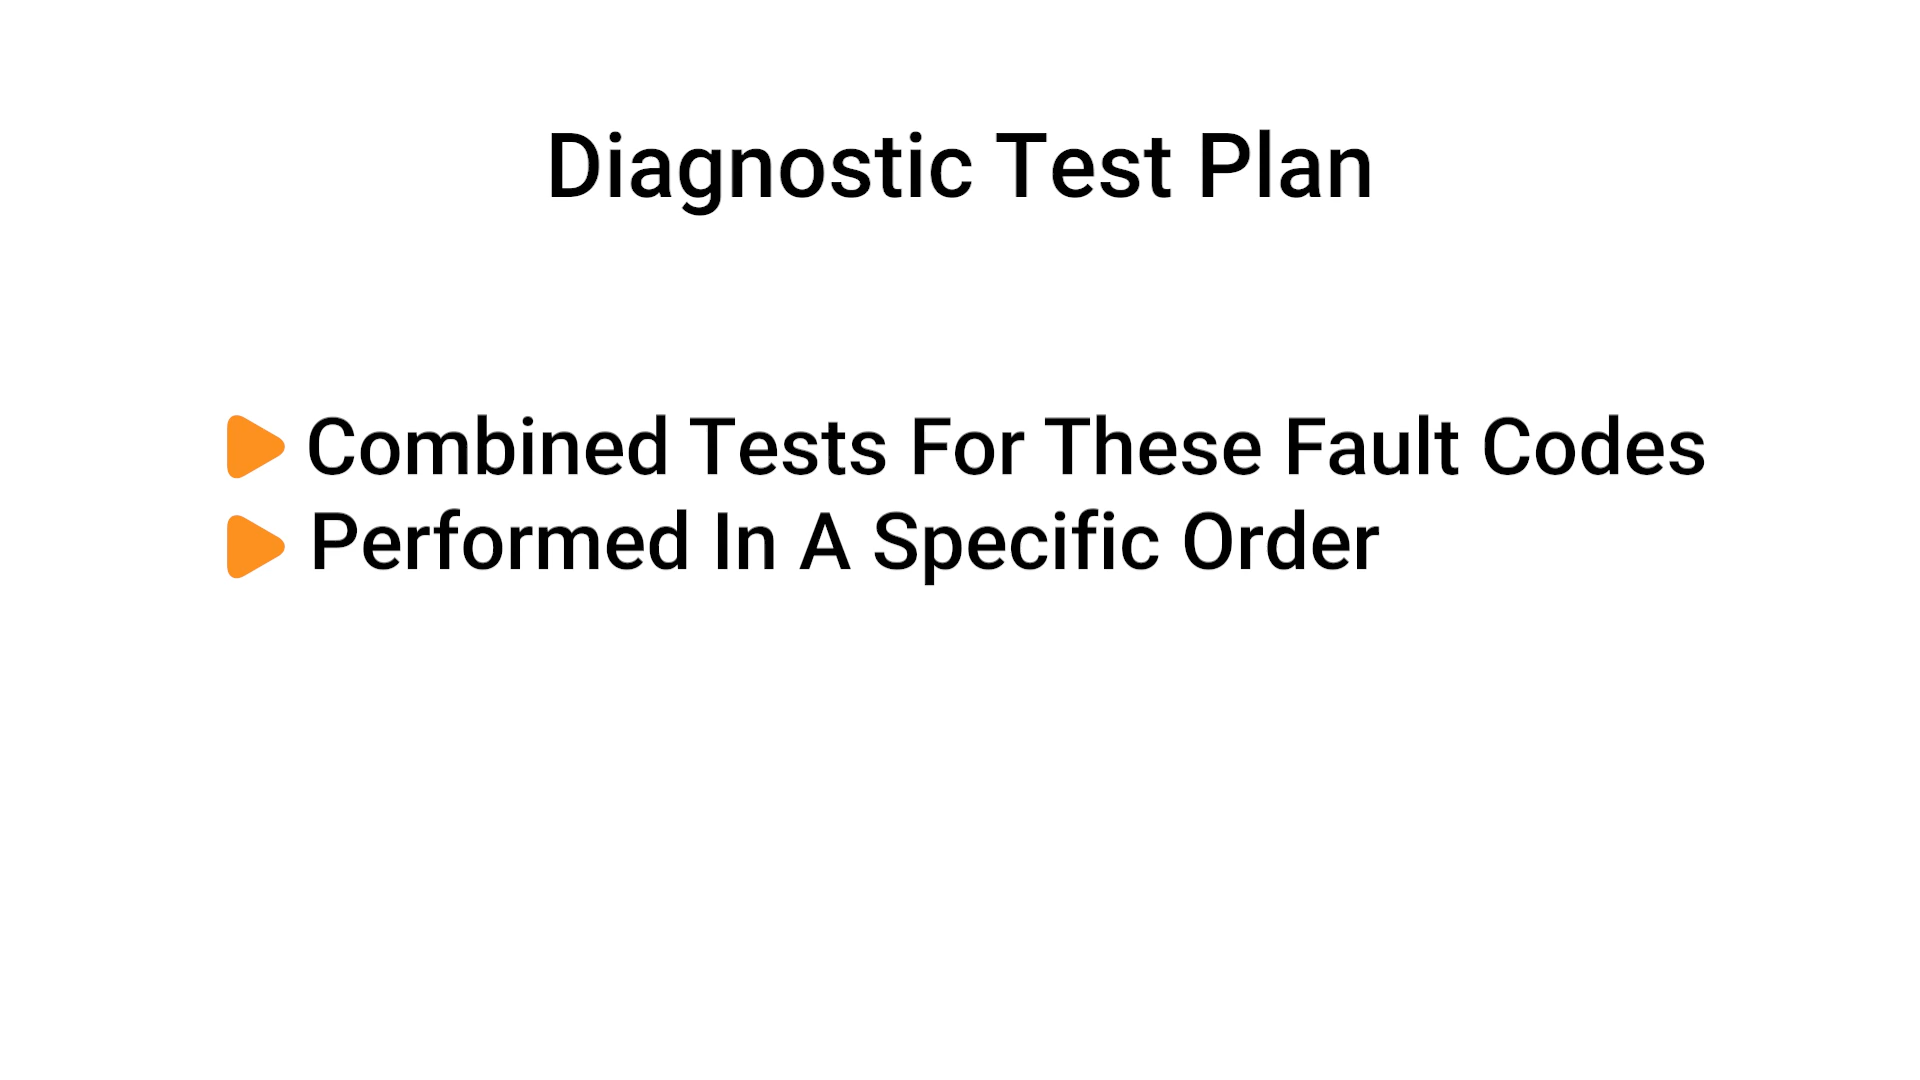 Diagnostic Test Plan
Combined Tests For These Fault Codes
Performed In A Specific Order